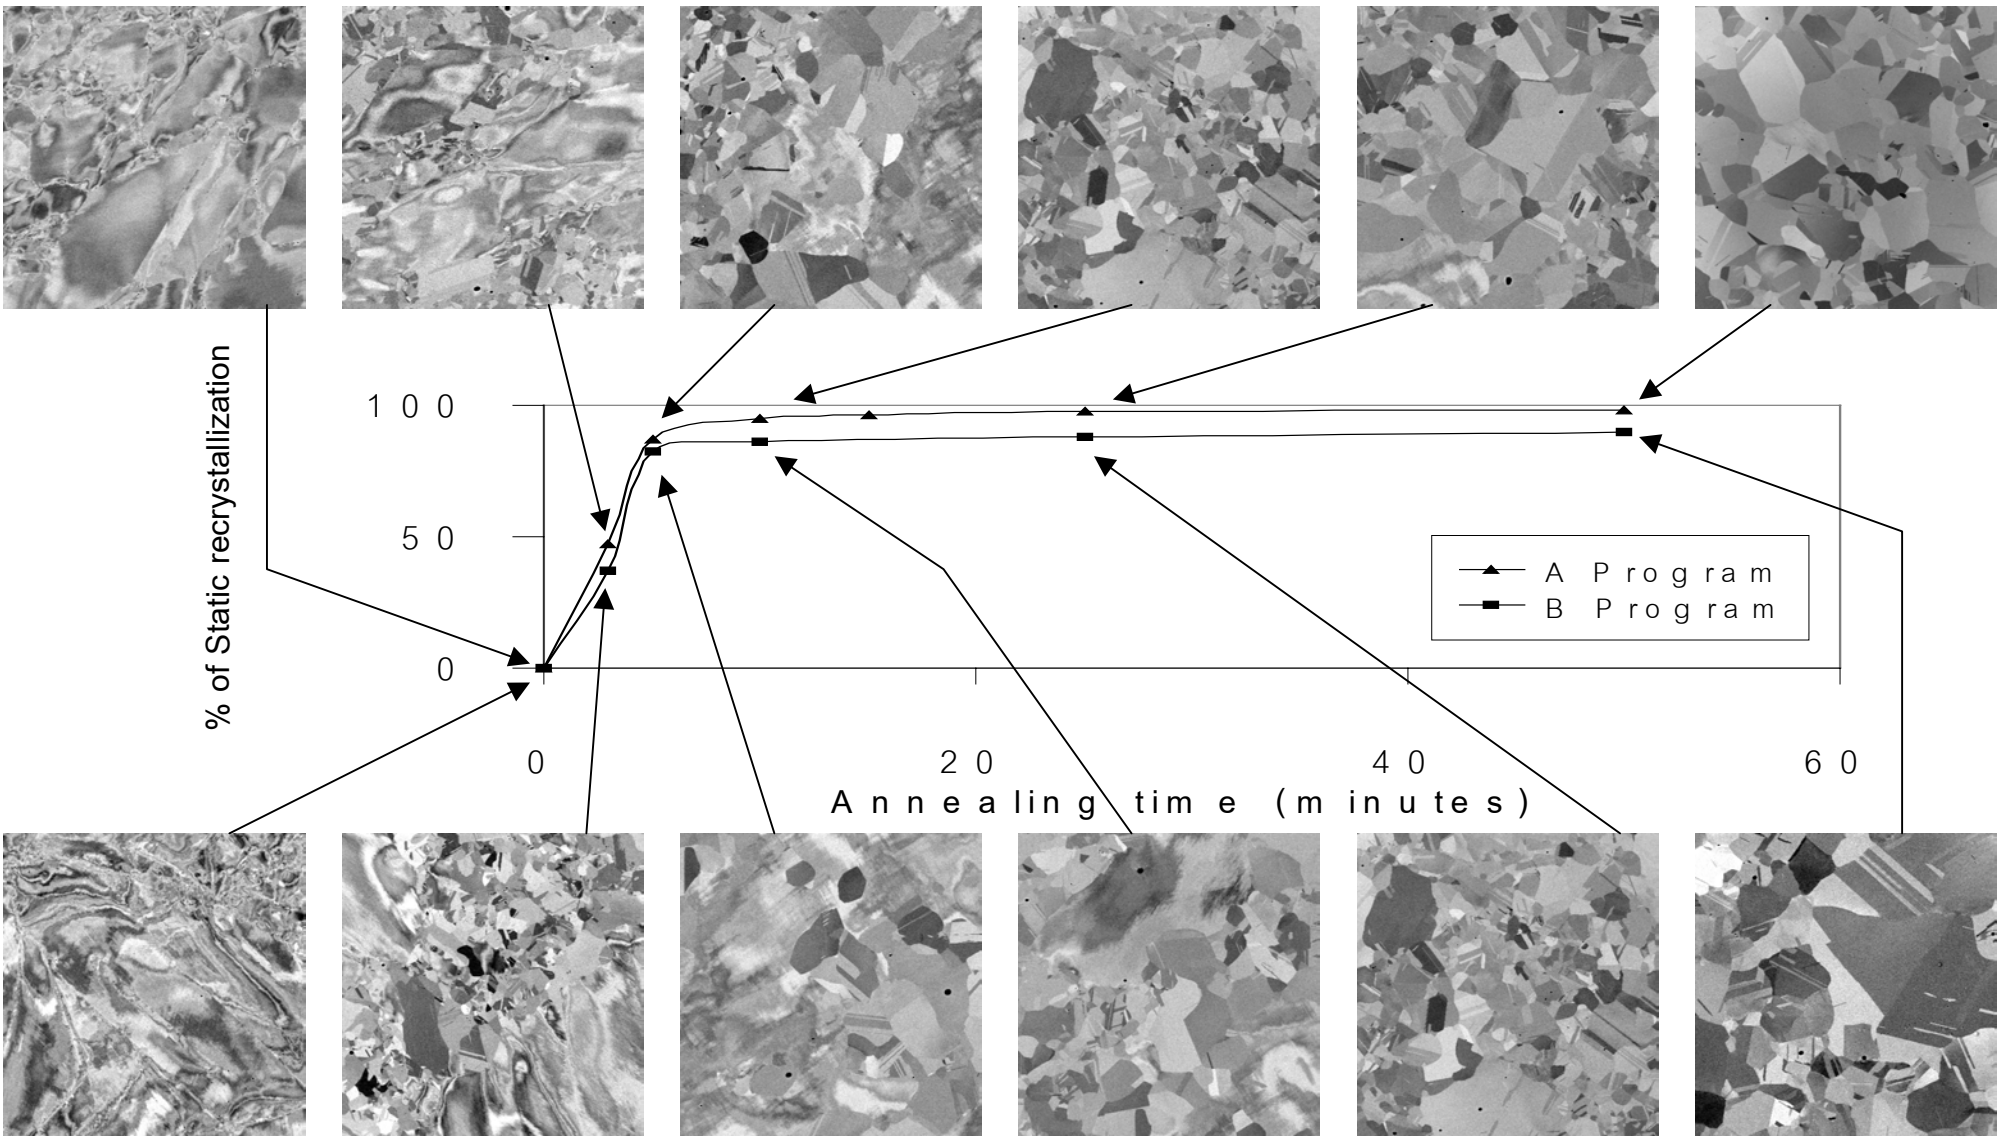 % of Static recrystallization
100
50
0
A Program
B Program
0 20 40 60
Annealing time (minutes)